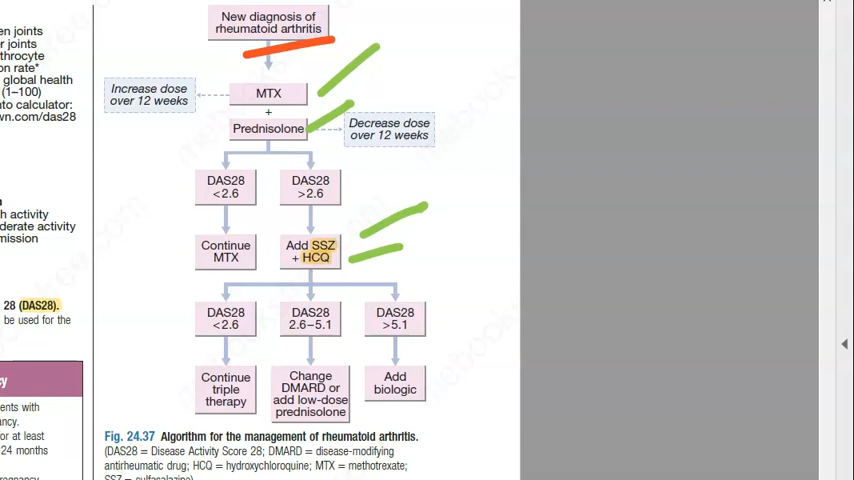 en joints
r joints
throcyte
on rate*
global health
(1–100)
nto calculator:
wn.com/das28
h activity
derate activity
mission
28 (DAS28).
be used for the
cy
ents with
ancy.
or at least
24 months
New diagnosis of
rheumatoid arthritis
Increase dose
over 12 weeks
MTX
+
Prednisolone
Decrease dose
over 12 weeks
DAS28
<2.6
DAS28
>2.6
Continue
MTX
Add SSZ
+ HCQ
DAS28
<2.6
DAS28
2.6–5.1
DAS28
>5.1
Continue
triple
therapy
Change
DMARD or
add low-dose
prednisolone
Add
biologic
Fig. 24.37 Algorithm for the management of rheumatoid arthritis.
(DAS28 = Disease Activity Score 28; DMARD = disease-modifying
antirheumatic drug; HCQ = hydroxychloroquine; MTX = methotrexate;
SSZ = sulfasalazine)